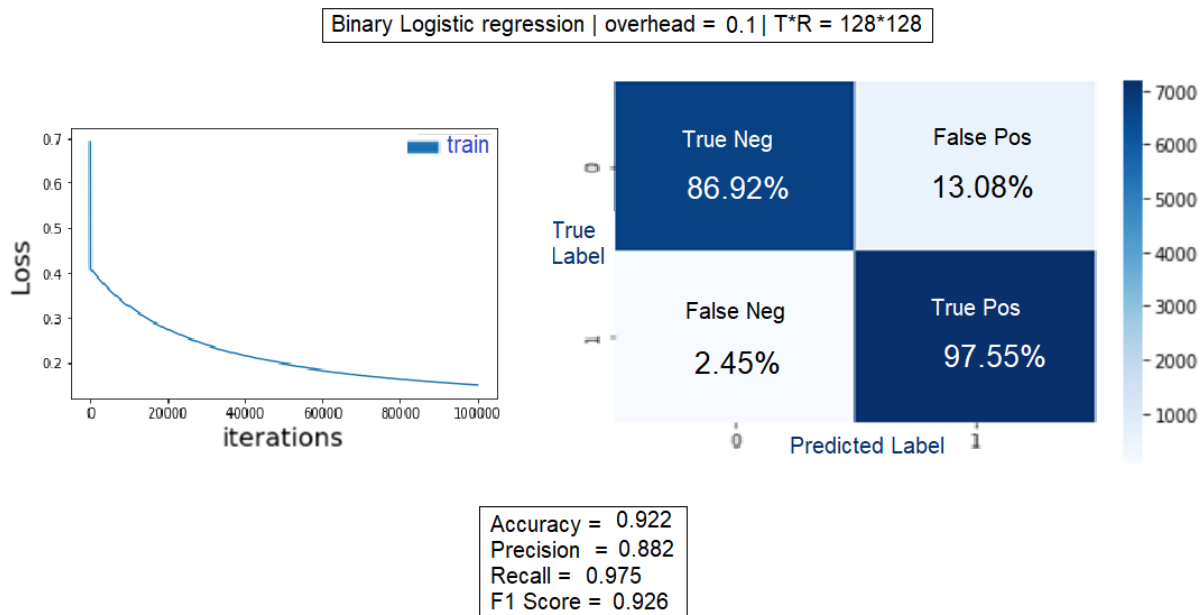 Binary Logistic regression | overhead = 0.1 | T*R = 128*128
0.7
0.6
0.5
0.4
0.3
0.2
Loss
train
0
20000
40000
60000
80000
100000
iterations
True Neg
86.92%
False Pos
13.08%
False Neg
2.45%
True Pos
97.55%
0
1
True
Label
0
1
Predicted Label
7000
6000
5000
4000
3000
2000
1000
Accuracy = 0.922
Precision = 0.882
Recall = 0.975
F1 Score = 0.926